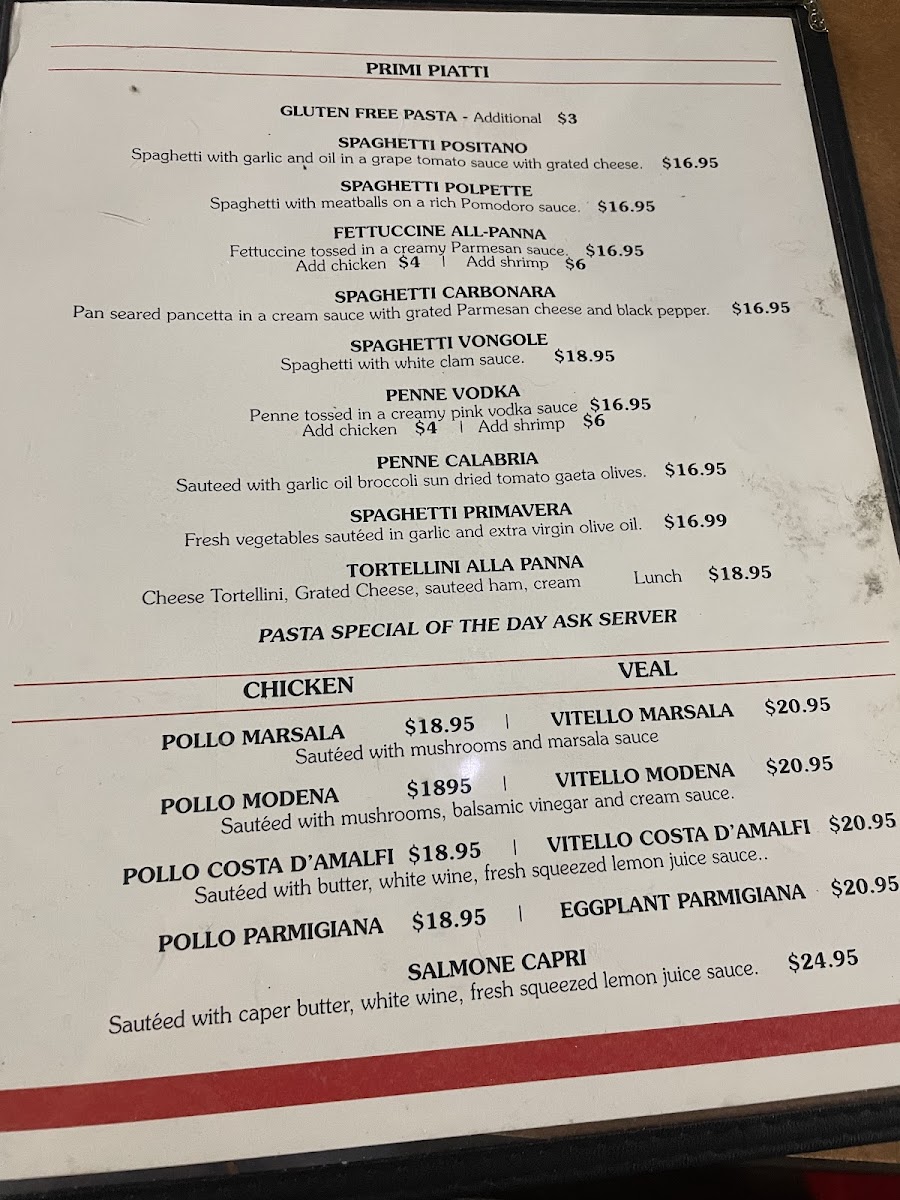 PRIMI PIATTI
GLUTEN FREE PASTA - Additional $3
SPAGHETTI POSITANO
Spaghetti with garlic and oil in a grape tomato sauce with grated cheese. $16.95
SPAGHETTI POLPETTE
Spaghetti with meatballs on a rich Pomodoro sauce. $16.95
FETTUCCINE ALL-PANNA
Fettuccine tossed in a creamy Parmesan sauce. $16.95
Add chicken $4 | Add shrimp $6
SPAGHETTI CARBONARA
Pan seared pancetta in a cream sauce with grated Parmesan cheese and black pepper. $16.95
SPAGHETTI VONGOLE
Spaghetti with white clam sauce. $18.95
PENNE VODKA
Penne tossed in a creamy pink vodka sauce $16.95
Add chicken $4 | Add shrimp $6
PENNE CALABRIA
Sauteed with garlic oil broccoli sun dried tomato gaeta olives. $16.95
SPAGHETTI PRIMAVERA
Fresh vegetables sautéed in garlic and extra virgin olive oil. $16.99
TORTELLINI ALLA PANNA
Cheese Tortellini, Grated Cheese, sauteed ham, cream Lunch $18.95
PASTA SPECIAL OF THE DAY ASK SERVER
CHICKEN VEAL
POLLO MARSALA $18.95 | VITELLO MARSALA $20.95
Sautéed with mushrooms and marsala sauce
POLLO MODENA $1895 | VITELLO MODENA $20.95
Sautéed with mushrooms, balsamic vinegar and cream sauce.
POLLO COSTA D'AMALFI $18.95 | VITELLO COSTA D'AMALFI $20.95
Sautéed with butter, white wine, fresh squeezed lemon juice sauce..
POLLO PARMIGIANA $18.95 | EGGPLANT PARMIGIANA $20.95
SALMONE CAPRI
Sautéed with caper butter, white wine, fresh squeezed lemon juice sauce. $24.95